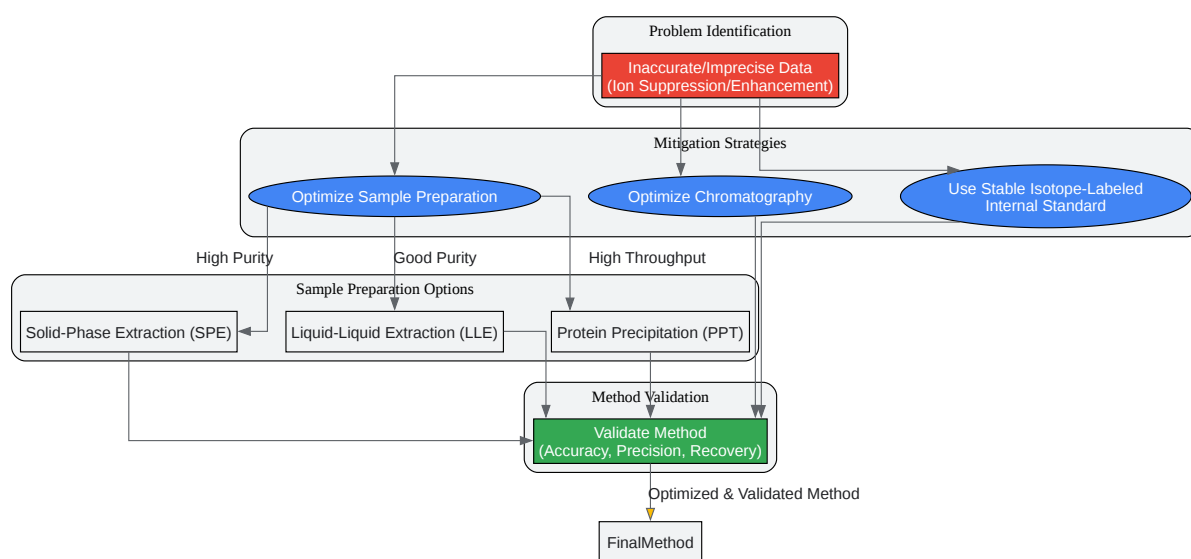 Problem Identification
Inaccurate/Imprecise Data
(Ion Suppression/Enhancement)
Mitigation Strategies
Optimize Sample Preparation
Optimize Chromatography
Use Stable Isotope-Labeled
Internal Standard
High Purity
Good Purity
High Throughput
Sample Preparation Options
Solid-Phase Extraction (SPE)
Liquid-Liquid Extraction (LLE)
Protein Precipitation (PPT)
Method Validation
Validate Method
(Accuracy, Precision, Recovery)
Optimized & Validated Method
FinalMethod